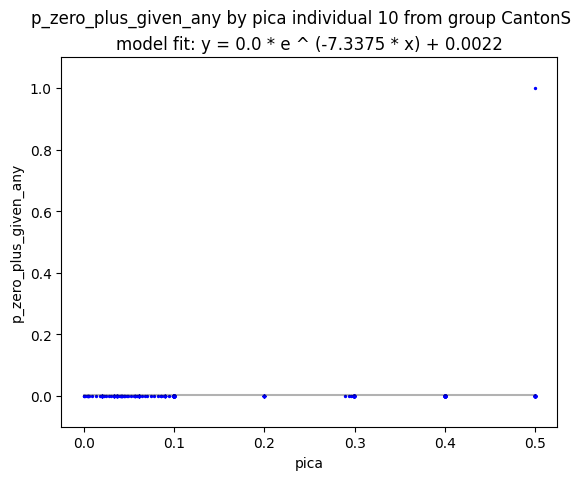 p_zero_plus_given_any by pica individual 10 from group CantonS
model fit: y = 0.0 * e ^ (-7.3375 * x) + 0.0022
1.0
0.8
0.6
0.4
0.2
0.0
p_zero_plus_given_any
0.0 0.1 0.2 0.3 0.4 0.5
pica